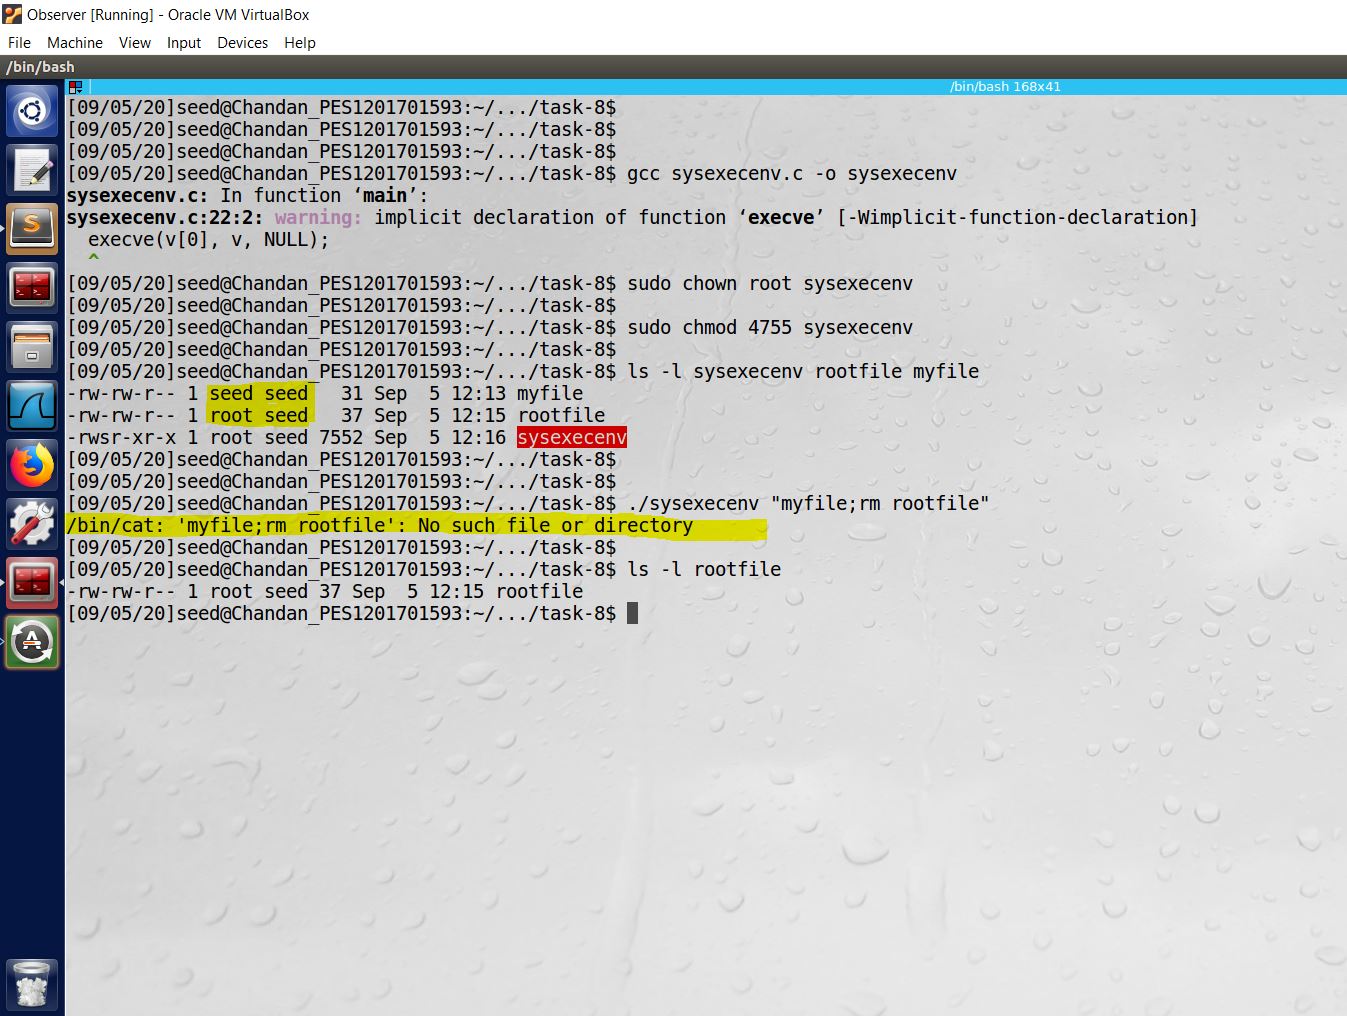 Observer [Running] - Oracle VM VirtualBox
File Machine View Input Devices Help
/bin/bash
/bin/bash 168x41
[09/05/20]seed@Chandan_PES1201701593:~/.../task-8$
[09/05/20]seed@Chandan_PES1201701593:~/.../task-8$
[09/05/20]seed@Chandan_PES1201701593:~/.../task-8$
[09/05/20]seed@Chandan_PES1201701593:~/.../task-8$ gcc sysexecenv.c -o sysexecenv
sysexecenv.c: In function ‘main’:
sysexecenv.c:22:2: warning: implicit declaration of function ‘execve’ [-Wimplicit-function-declaration]
  execve(v[0], v, NULL);
  ^
[09/05/20]seed@Chandan_PES1201701593:~/.../task-8$ sudo chown root sysexecenv
[09/05/20]seed@Chandan_PES1201701593:~/.../task-8$
[09/05/20]seed@Chandan_PES1201701593:~/.../task-8$ sudo chmod 4755 sysexecenv
[09/05/20]seed@Chandan_PES1201701593:~/.../task-8$
[09/05/20]seed@Chandan_PES1201701593:~/.../task-8$ ls -l sysexecenv rootfile myfile
-rw-rw-r-- 1 seed seed   31 Sep  5 12:13 myfile
-rw-rw-r-- 1 root seed   37 Sep  5 12:15 rootfile
-rwsr-xr-x 1 root seed 7552 Sep  5 12:16 sysexecenv
[09/05/20]seed@Chandan_PES1201701593:~/.../task-8$
[09/05/20]seed@Chandan_PES1201701593:~/.../task-8$
[09/05/20]seed@Chandan_PES1201701593:~/.../task-8$ ./sysexecenv "myfile;rm rootfile"
/bin/cat: 'myfile;rm rootfile': No such file or directory
[09/05/20]seed@Chandan_PES1201701593:~/.../task-8$
[09/05/20]seed@Chandan_PES1201701593:~/.../task-8$ ls -l rootfile
-rw-rw-r-- 1 root seed 37 Sep  5 12:15 rootfile
[09/05/20]seed@Chandan_PES1201701593:~/.../task-8$